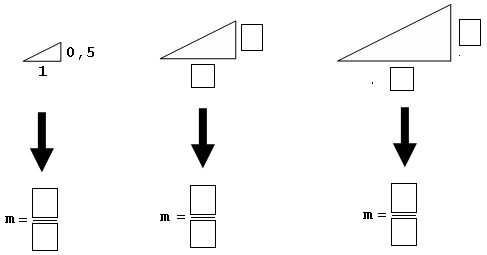 0,5
1
m =
m =
m =